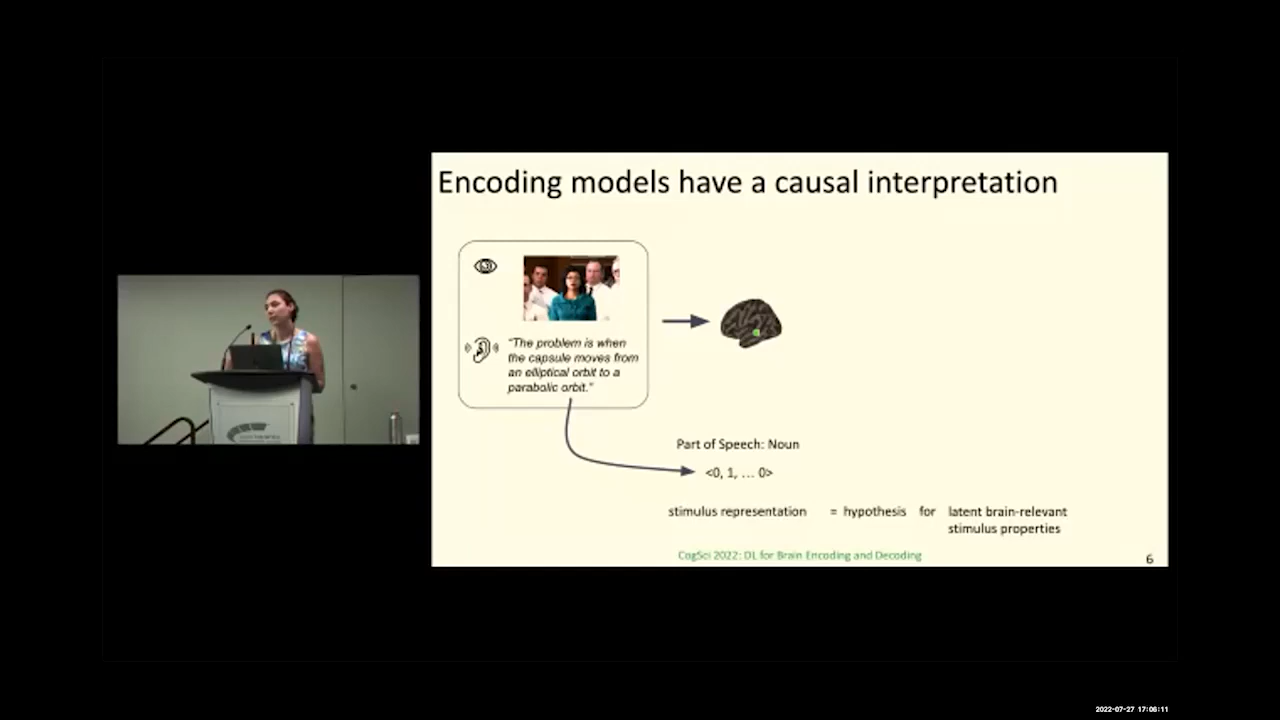 Encoding models have a causal interpretation
"The problem is when
the capsule moves from
an elliptical orbit to a
parabolic orbit."
Part of Speech: Noun
<0, 1, … 0>
stimulus representation = hypothesis for latent brain-relevant
stimulus properties
CogSci 2022: DL for Brain Encoding and Decoding
6
2022-07-27 17:08:11